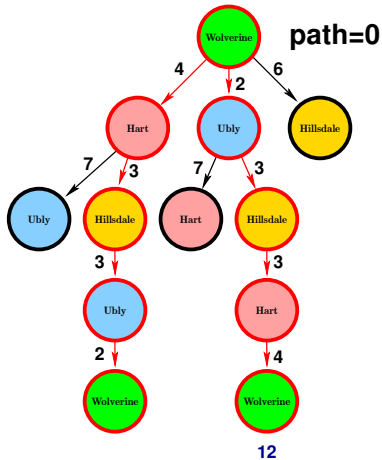 Wolverine path=0
4 2 6
Hart Ubly Hillsdale
7 3 7 3
Ubly Hillsdale Hart Hillsdale
3 3
Ubly Hart
2 4
Wolverine Wolverine
12